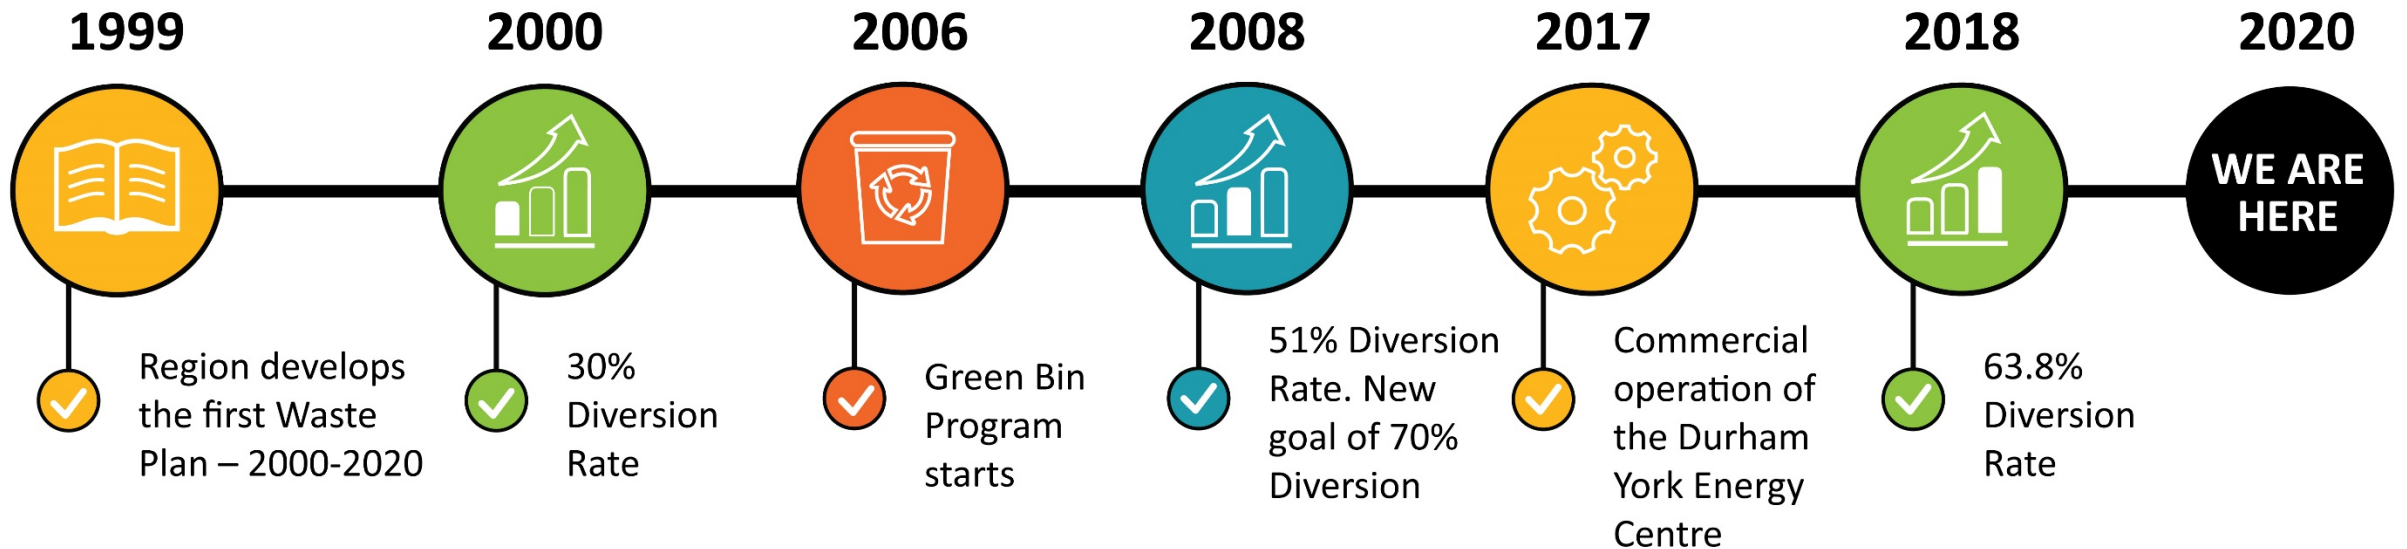 1999
Region develops
the first Waste
Plan – 2000-2020
2000
30%
Diversion
Rate
2006
Green Bin
Program
starts
2008
51% Diversion
Rate. New
goal of 70%
Diversion
2017
Commercial
operation of
the Durham
York Energy
Centre
2018
63.8%
Diversion
Rate
2020
WE ARE
HERE